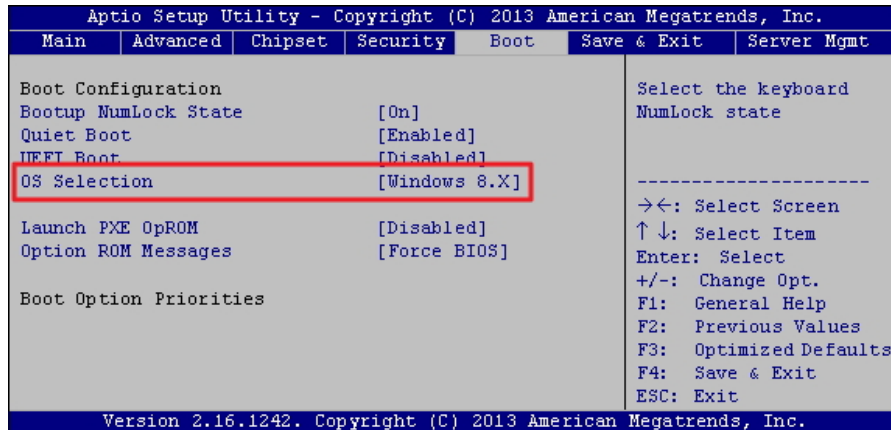 Aptio Setup Utility - Copyright (C) 2013 American Megatrends, Inc.
Main Advanced Chipset Security Boot Save & Exit Server Mgmt
Boot Configuration
Bootup NumLock State [On]
Quiet Boot [Enabled]
UEFI Boot [Disabled]
OS Selection [Windows 8.X]
Launch PXE OpROM [Disabled]
Option ROM Messages [Force BIOS]
Boot Option Priorities
Select the keyboard
NumLock state
--------------------
→←: Select Screen
↑↓: Select Item
Enter: Select
+/-: Change Opt.
F1: General Help
F2: Previous Values
F3: Optimized Defaults
F4: Save & Exit
ESC: Exit
Version 2.16.1242. Copyright (C) 2013 American Megatrends, Inc.